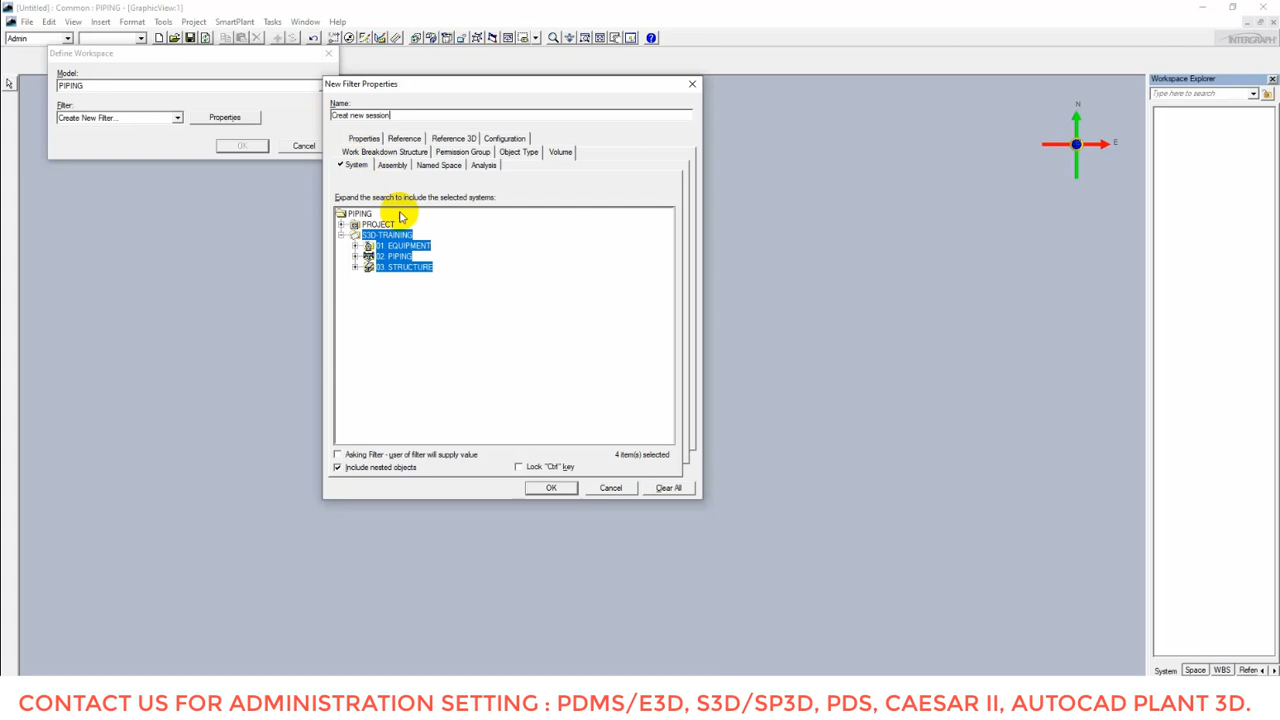 [Untitled] : Common : PIPING - [GraphicView:1]
File Edit View Insert Format Tools Project SmartPlant Tasks Window Help
Admin
INTERGRAPH
Define Workspace
Model:
PIPING
Filter:
Create New Filter...
Properties
OK
Cancel
New Filter Properties
Name:
Creat new session
Properties Reference Reference 3D Configuration
Work Breakdown Structure Permission Group Object Type Volume
System Assembly Named Space Analysis
Expand the search to include the selected systems:
PIPING
PROJECT
S3D-TRAINING
01. EQUIPMENT
02. PIPING
03. STRUCTURE
Asking Filter - user of filter will supply value
4 item(s) selected
Include nested objects
Lock "Ctrl" key
OK Cancel Clear All
N
E
Workspace Explorer
Type here to search
System Space WBS Referen
CONTACT US FOR ADMINISTRATION SETTING : PDMS/E3D, S3D/SP3D, PDS, CAESAR II, AUTOCAD PLANT 3D.